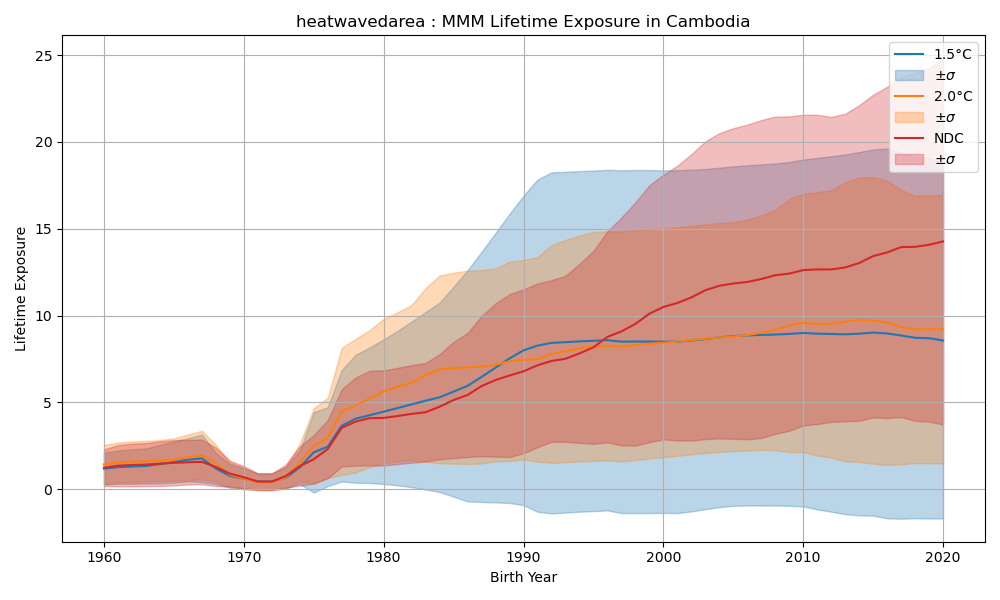 heatwavedarea : MMM Lifetime Exposure in Cambodia
25
20
15
10
5
0
Lifetime Exposure
1960
1970
1980
1990
2000
2010
2020
Birth Year
1.5°C
±σ
2.0°C
±σ
NDC
±σ